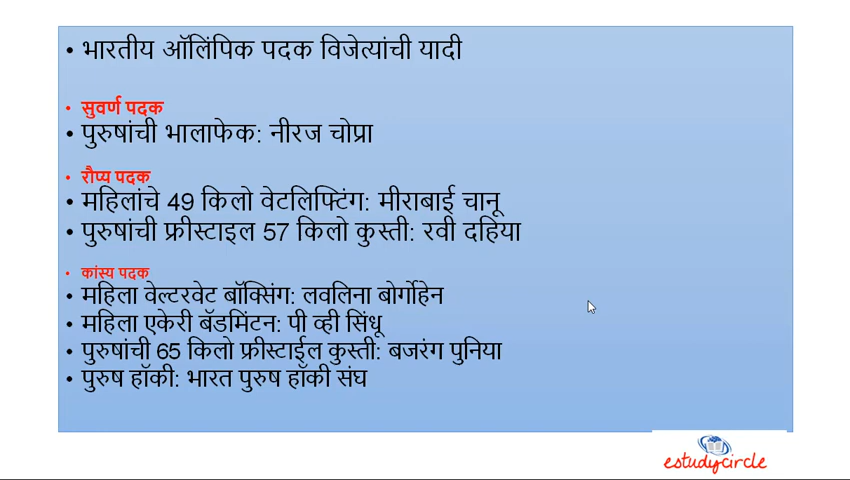 • भारतीय ऑलिंपिक पदक विजेत्यांची यादी
• सुवर्ण पदक
• पुरुषांची भालाफेक: नीरज चोप्रा
• रौप्य पदक
• महिलांचे 49 किलो वेटलिफ्टिंग: मीराबाई चानू
• पुरुषांची फ्रीस्टाइल 57 किलो कुस्ती: रवी दहिया
• कांस्य पदक
• महिला वेल्टरवेट बॉक्सिंग: लवलिना बोर्गोहेन
• महिला एकेरी बॅडमिंटन: पी व्ही सिंधू
• पुरुषांची 65 किलो फ्रीस्टाईल कुस्ती: बजरंग पुनिया
• पुरुष हॉकी: भारत पुरुष हॉकी संघ
estudycircle